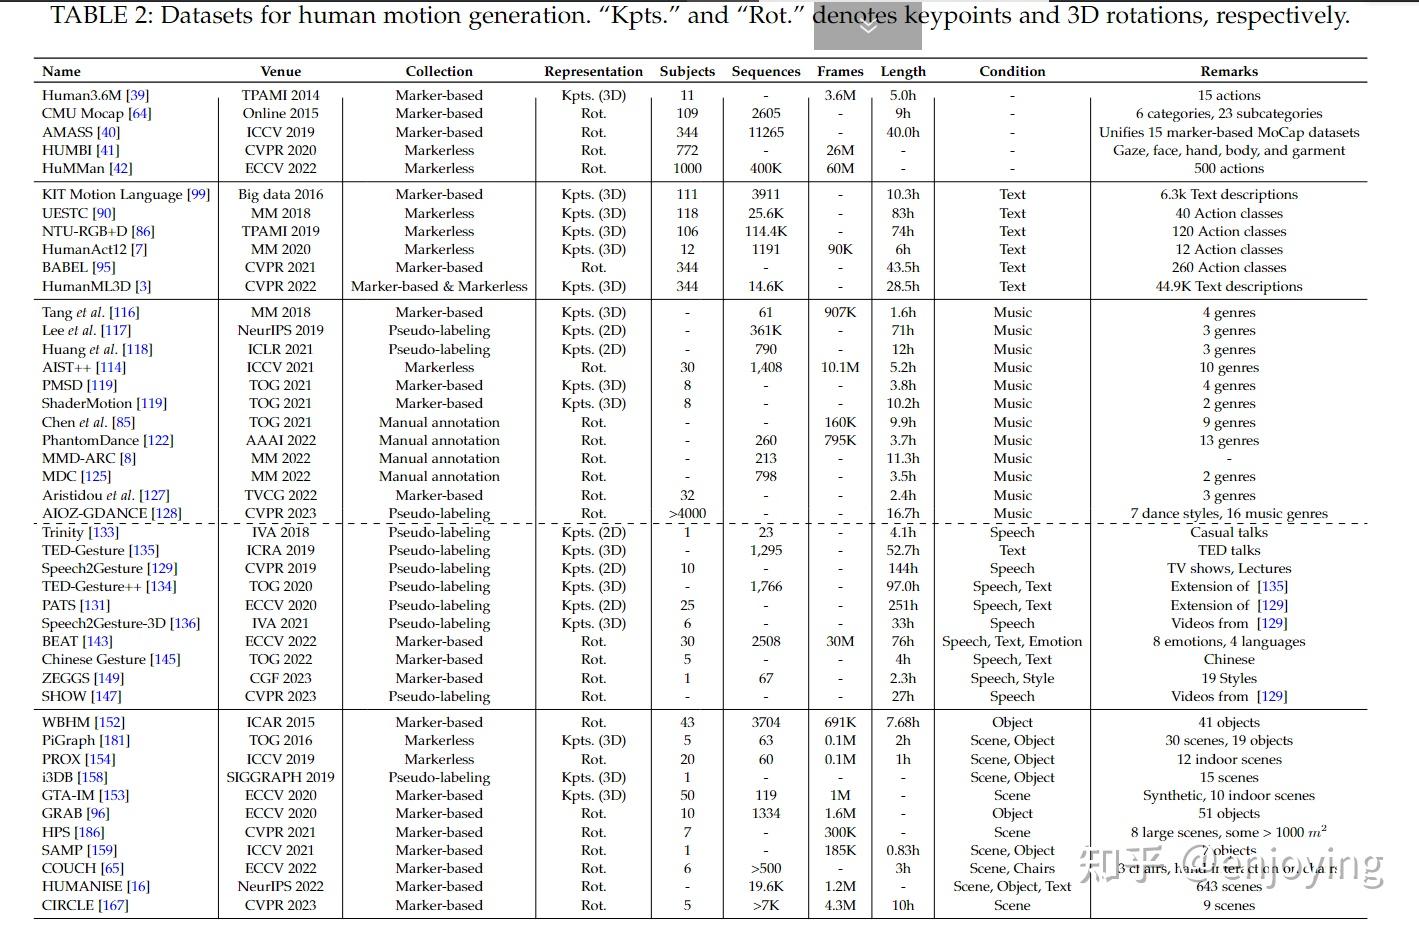 TABLE 2: Datasets for human motion generation. “Kpts.” and “Rot.” denotes keypoints and 3D rotations, respectively.
Name Venue Collection Representation Subjects Sequences Frames Length Condition Remarks
Human3.6M [39] TPAMI 2014 Marker-based Kpts. (3D) 11 - 3.6M 5.0h - 15 actions
CMU Mocap [64] Online 2015 Marker-based Rot. 109 2605 - 9h - 6 categories, 23 subcategories
AMASS [40] ICCV 2019 Marker-based Rot. 344 11265 - 40.0h - Unifies 15 marker-based MoCap datasets
HUMBI [41] CVPR 2020 Markerless Rot. 772 - 26M - - Gaze, face, hand, body, and garment
HuMMan [42] ECCV 2022 Markerless Rot. 1000 400K 60M - - 500 actions
KIT Motion Language [99] Big data 2016 Marker-based Kpts. (3D) 111 3911 - 10.3h Text 6.3k Text descriptions
UESTC [90] MM 2018 Markerless Kpts. (3D) 118 25.6K - 83h Text 40 Action classes
NTU-RGB+D [86] TPAMI 2019 Markerless Kpts. (3D) 106 114.4K - 74h Text 120 Action classes
HumanAct12 [7] MM 2020 Markerless Kpts. (3D) 12 1191 90K 6h Text 12 Action classes
BABEL [95] CVPR 2021 Marker-based Rot. 344 - - 43.5h Text 260 Action classes
HumanML3D [3] CVPR 2022 Marker-based & Markerless Kpts. (3D) 344 14.6K - 28.5h Text 44.9K Text descriptions
Tang et al. [116] MM 2018 Marker-based Kpts. (3D) - 61 907K 1.6h Music 4 genres
Lee et al. [117] NeurIPS 2019 Pseudo-labeling Kpts. (2D) - 361K - 71h Music 3 genres
Huang et al. [118] ICLR 2021 Pseudo-labeling Kpts. (2D) - 790 - 12h Music 3 genres
AIST++ [114] ICCV 2021 Markerless Rot. 30 1,408 10.1M 5.2h Music 10 genres
PMSD [119] TOG 2021 Marker-based Kpts. (3D) 8 - - 3.8h Music 4 genres
ShaderMotion [119] TOG 2021 Marker-based Kpts. (3D) 8 - - 10.2h Music 2 genres
Chen et al. [85] TOG 2021 Manual annotation Rot. - - 160K 9.9h Music 9 genres
PhantomDance [122] AAAI 2022 Manual annotation Rot. - 260 795K 3.7h Music 13 genres
MMD-ARC [8] MM 2022 Manual annotation Rot. - 213 - 11.3h Music -
MDC [125] MM 2022 Manual annotation Rot. - 798 - 3.5h Music 2 genres
Aristidou et al. [127] TVCG 2022 Marker-based Rot. 32 - - 2.4h Music 3 genres
AIOZ-GDANCE [128] CVPR 2023 Pseudo-labeling Rot. >4000 - - 16.7h Music 7 dance styles, 16 music genres
Trinity [133] IVA 2018 Pseudo-labeling Kpts. (2D) 1 23 - 4.1h Speech Casual talks
TED-Gesture [135] ICRA 2019 Pseudo-labeling Kpts. (3D) - 1,295 - 52.7h Text TED talks
Speech2Gesture [129] CVPR 2019 Pseudo-labeling Kpts. (2D) 10 - - 144h Speech TV shows, Lectures
TED-Gesture++ [134] TOG 2020 Pseudo-labeling Kpts. (3D) - 1,766 - 97.0h Speech, Text Extension of [135]
PATS [131] ECCV 2020 Pseudo-labeling Kpts. (2D) 25 - - 251h Speech, Text Extension of [129]
Speech2Gesture-3D [136] IVA 2021 Pseudo-labeling Kpts. (3D) 6 - - 33h Speech Videos from [129]
BEAT [143] ECCV 2022 Marker-based Rot. 30 2508 30M 76h Speech, Text, Emotion 8 emotions, 4 languages
Chinese Gesture [145] TOG 2022 Marker-based Rot. 5 - - 4h Speech, Text Chinese
ZEGGS [149] CGF 2023 Marker-based Rot. 1 67 - 2.3h Speech, Style 19 Styles
SHOW [147] CVPR 2023 Pseudo-labeling Rot. - - - 27h Speech Videos from [129]
WBHM [152] ICAR 2015 Marker-based Rot. 43 3704 691K 7.68h Object 41 objects
PiGraph [181] TOG 2016 Markerless Kpts. (3D) 5 63 0.1M 2h Scene, Object 30 scenes, 19 objects
PROX [154] ICCV 2019 Markerless Rot. 20 60 0.1M 1h Scene, Object 12 indoor scenes
i3DB [158] SIGGRAPH 2019 Pseudo-labeling Kpts. (3D) 1 - - - Scene, Object 15 scenes
GTA-IM [153] ECCV 2020 Marker-based Kpts. (3D) 50 119 1M - Scene Synthetic, 10 indoor scenes
GRAB [96] ECCV 2020 Marker-based Rot. 10 1334 1.6M - Object 51 objects
HPS [186] CVPR 2021 Marker-based Rot. 7 - 300K - Scene 8 large scenes, some > 1000 m²
SAMP [159] ICCV 2021 Marker-based Rot. 1 - 185K 0.83h Scene, Object 7 objects
COUCH [65] ECCV 2022 Marker-based Rot. 6 >500 - 3h Scene, Chairs 3 chairs, hand interaction on chairs
HUMANISE [16] NeurIPS 2022 Marker-based Rot. - 19.6K 1.2M - Scene, Object, Text 643 scenes
CIRCLE [167] CVPR 2023 Marker-based Rot. 5 >7K 4.3M 10h Scene 9 scenes
知乎 @enjoying